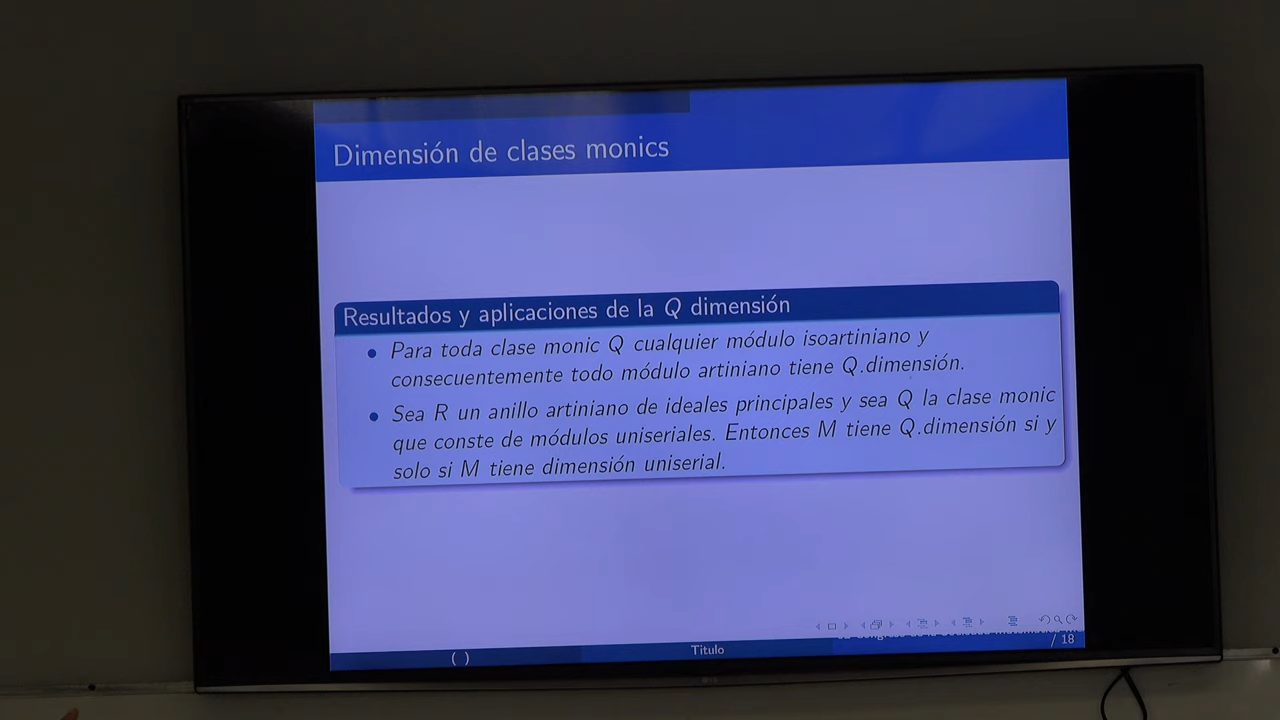 Dimensión de clases monics
Resultados y aplicaciones de la Q dimensión
Para toda clase monic Q cualquier módulo isoartiniano y
consecuentemente todo módulo artiniano tiene Q.dimensión.
Sea R un anillo artiniano de ideales principales y sea Q la clase monic
que conste de módulos uniseriales. Entonces M tiene Q.dimensión si y
solo si M tiene dimensión uniserial.
( )
Titulo
/ 18